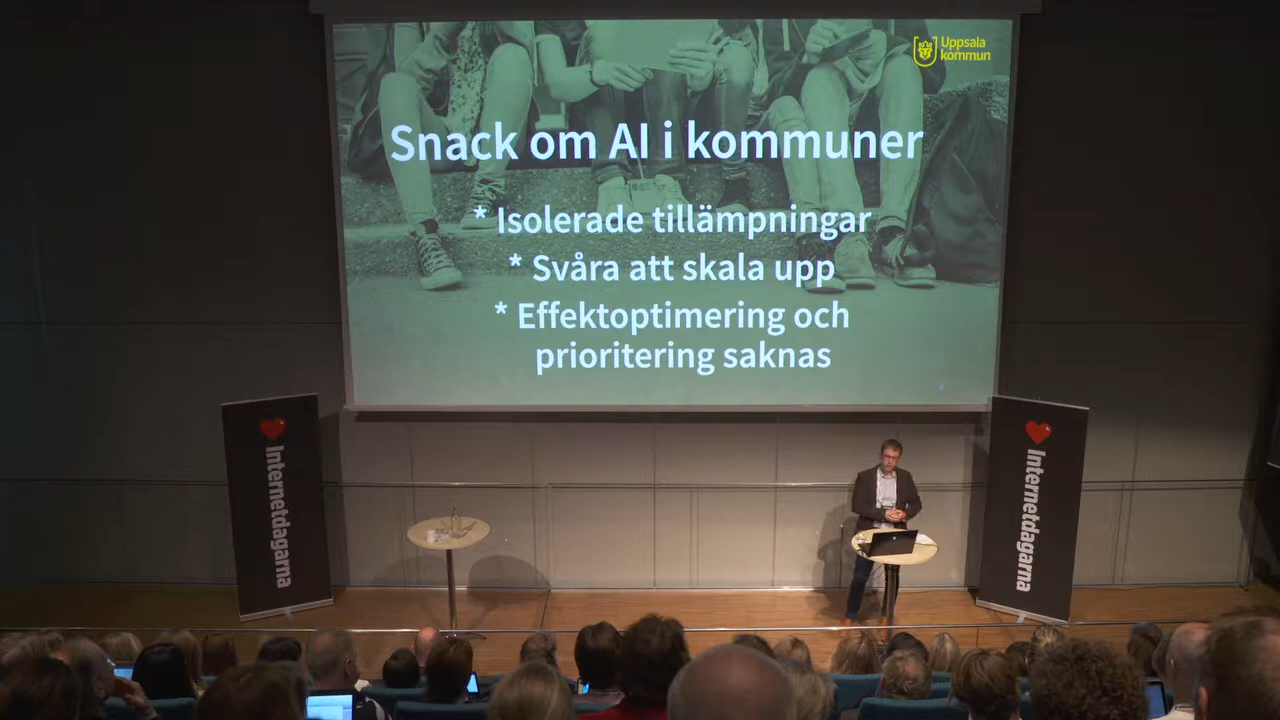 Uppsala
kommun
Snack om AI i kommuner
* Isolerade tillämpningar
* Svåra att skala upp
* Effektoptimering och
prioritering saknas
Internetdagarna
Internetdagarna